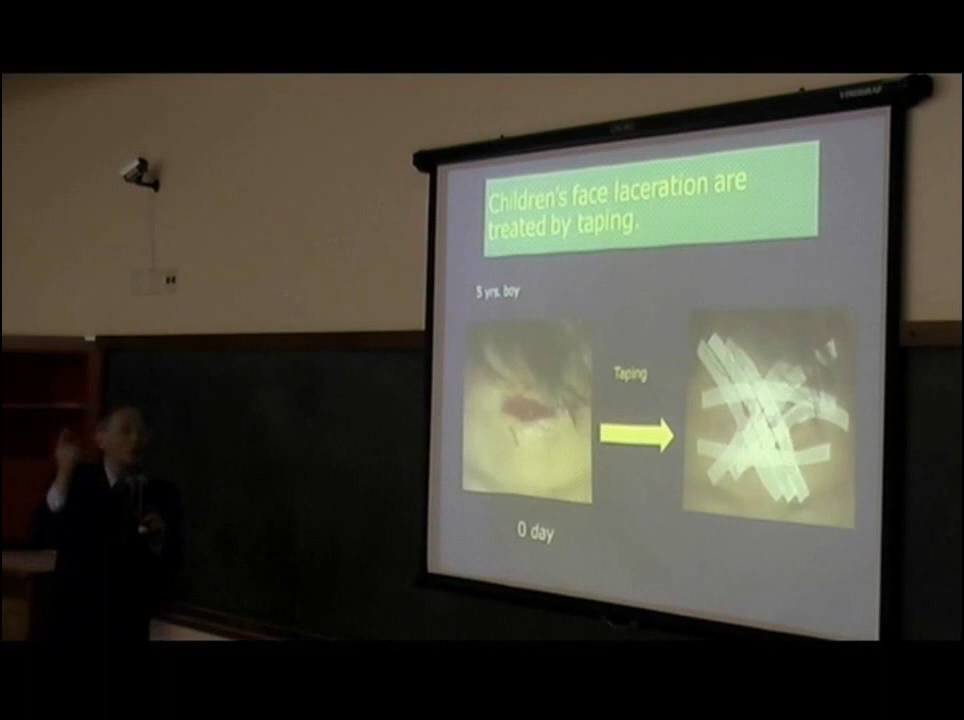 Children's face laceration are
treated by taping.
5 yrs. boy
Taping
0 day